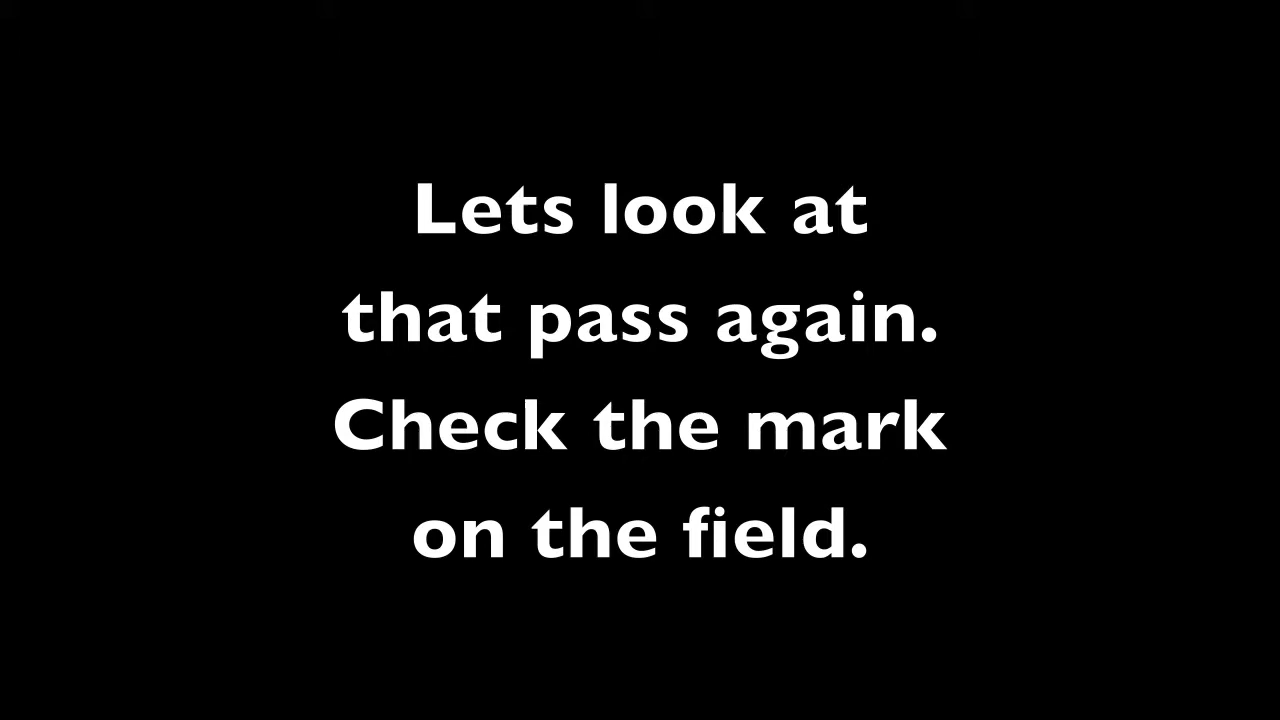 Lets look at
that pass again.
Check the mark
on the field.